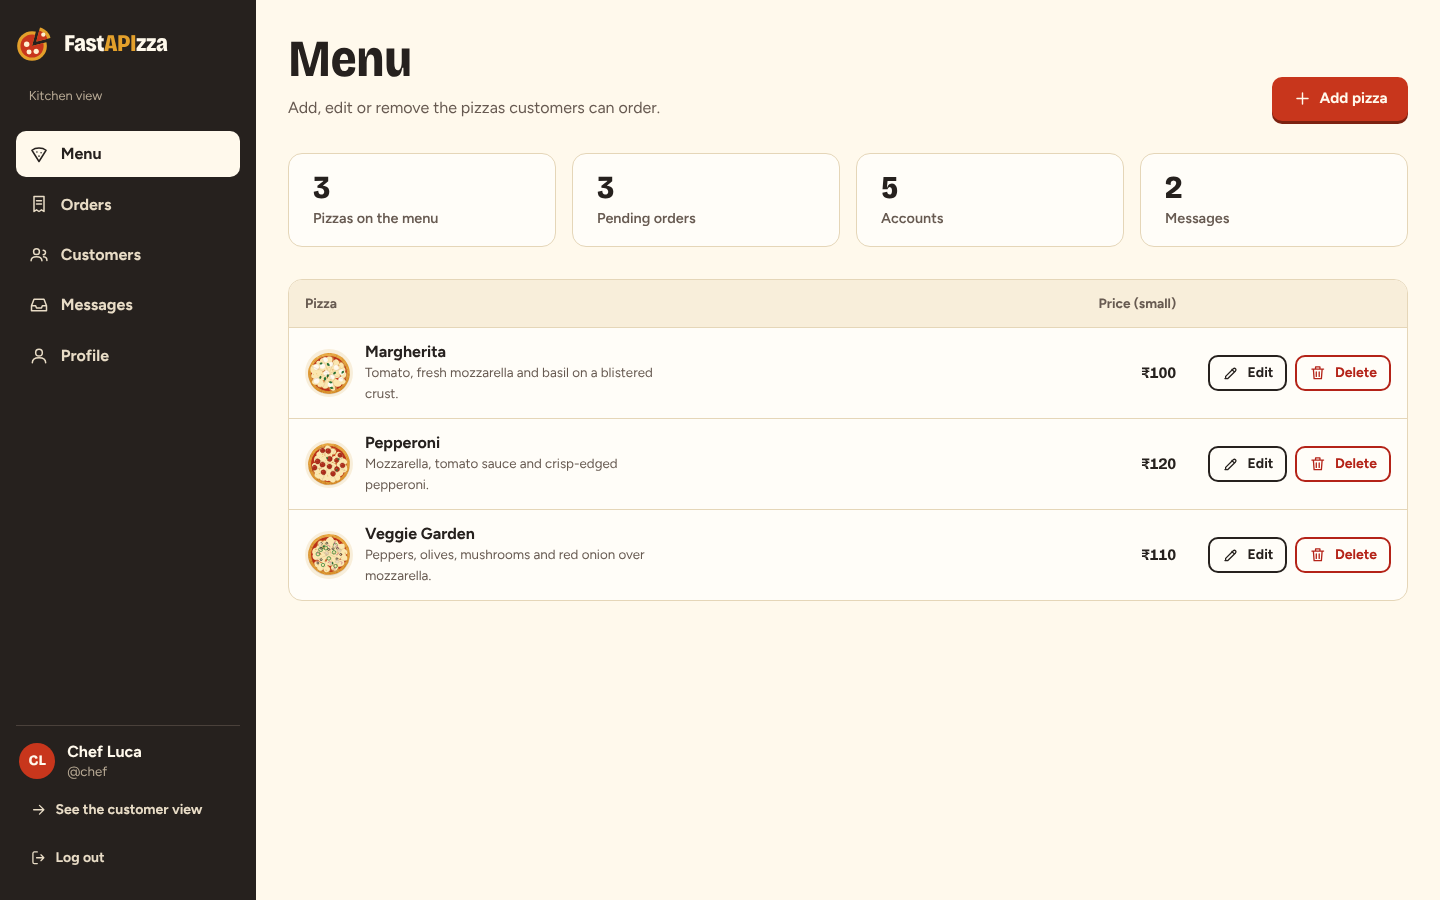 FastAPIzza
Kitchen view
Menu
Orders
Customers
Messages
Profile
Chef Luca
CL
@chef
See the customer view
Log out
Menu
Add, edit or remove the pizzas customers can order.
Add pizza
3
Pizzas on the menu
3
Pending orders
5
Accounts
2
Messages
Pizza
Price (small)
Margherita
Tomato, fresh mozzarella and basil on a blistered
crust.
₹100
Edit
Delete
Pepperoni
Mozzarella, tomato sauce and crisp-edged
pepperoni.
₹120
Edit
Delete
Veggie Garden
Peppers, olives, mushrooms and red onion over
mozzarella.
₹110
Edit
Delete